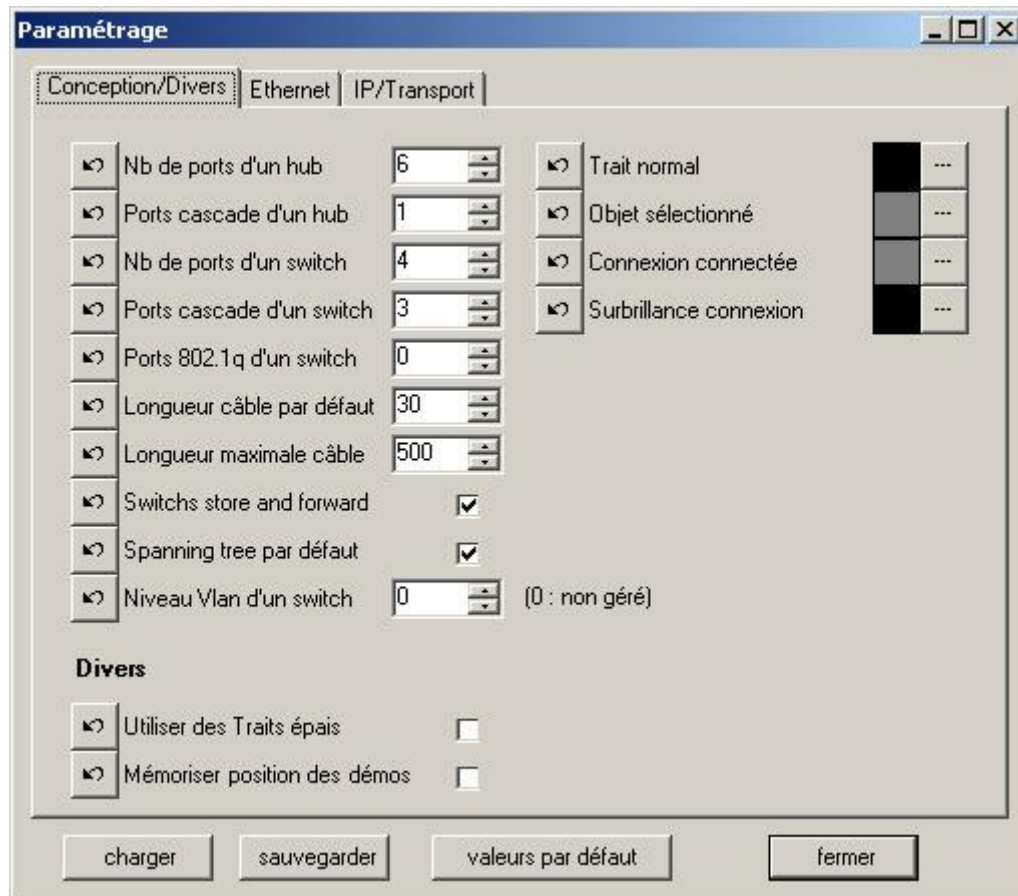 Paramétrage
Conception/Divers Ethernet IP/Transport
Nb de ports d'un hub 6 Trait normal ---
Ports cascade d'un hub 1 Objet sélectionné ---
Nb de ports d'un switch 4 Connexion connectée ---
Ports cascade d'un switch 3 Surbrillance connexion ---
Ports 802.1q d'un switch 0
Longueur câble par défaut 30
Longueur maximale câble 500
Switchs store and forward
Spanning tree par défaut
Niveau Vlan d'un switch 0 (0 : non géré)
Divers
Utiliser des Traits épais
Mémoriser position des démos
charger sauvegarder valeurs par défaut fermer